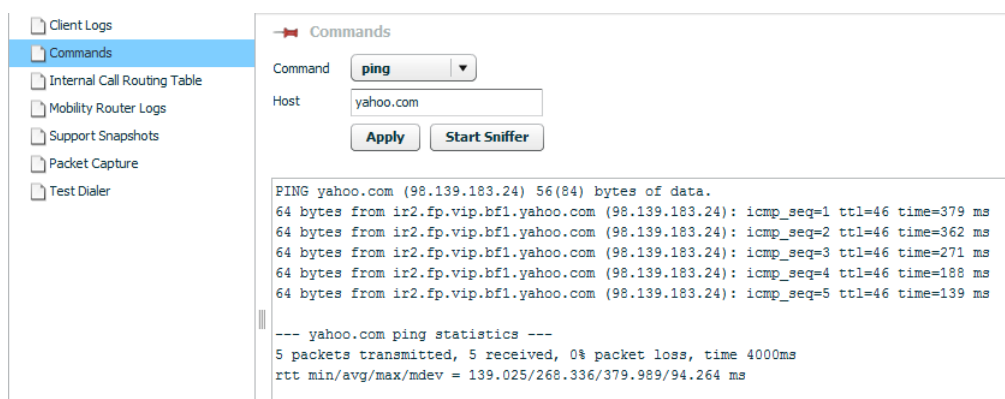 Client Logs
Commands
Internal Call Routing Table
Mobility Router Logs
Support Snapshots
Packet Capture
Test Dialer
Commands
Command ping
Host yahoo.com
Apply Start Sniffer
PING yahoo.com (98.139.183.24) 56(84) bytes of data.
64 bytes from ir2.fp.vip.bf1.yahoo.com (98.139.183.24): icmp_seq=1 ttl=46 time=379 ms
64 bytes from ir2.fp.vip.bf1.yahoo.com (98.139.183.24): icmp_seq=2 ttl=46 time=362 ms
64 bytes from ir2.fp.vip.bf1.yahoo.com (98.139.183.24): icmp_seq=3 ttl=46 time=271 ms
64 bytes from ir2.fp.vip.bf1.yahoo.com (98.139.183.24): icmp_seq=4 ttl=46 time=188 ms
64 bytes from ir2.fp.vip.bf1.yahoo.com (98.139.183.24): icmp_seq=5 ttl=46 time=139 ms
--- yahoo.com ping statistics ---
5 packets transmitted, 5 received, 0% packet loss, time 4000ms
rtt min/avg/max/mdev = 139.025/268.336/379.989/94.264 ms